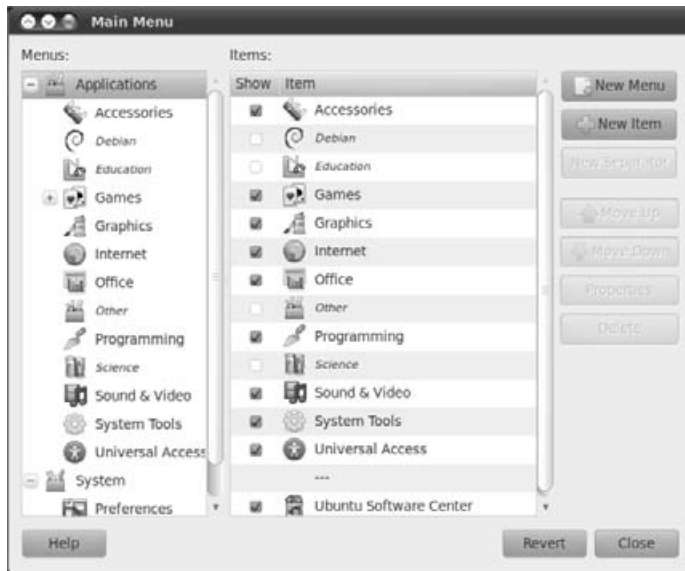 Main Menu
Menus:
Applications
Accessories
Debian
Education
Games
Graphics
Internet
Office
Other
Programming
Science
Sound & Video
System Tools
Universal Access
System
Preferences
Items:
Show Item
Accessories
Debian
Education
Games
Graphics
Internet
Office
Other
Programming
Science
Sound & Video
System Tools
Universal Access
---
Ubuntu Software Center
New Menu
New Item
New Separator
Move Up
Move Down
Properties
Delete
Help
Revert
Close